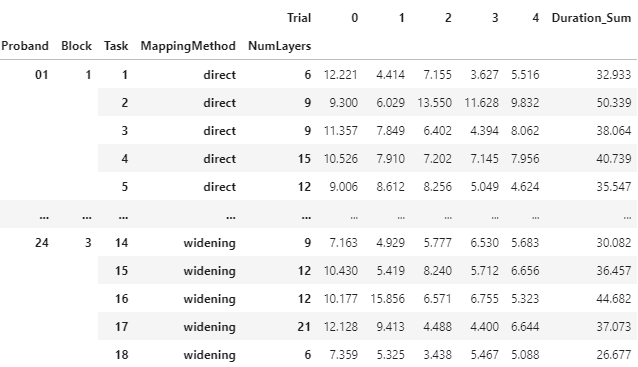 Trial 0 1 2 3 4 Duration_Sum
Proband Block Task MappingMethod NumLayers
01 1 1 direct 6 12.221 4.414 7.155 3.627 5.516 32.933
2 direct 9 9.300 6.029 13.550 11.628 9.832 50.339
3 direct 9 11.357 7.849 6.402 4.394 8.062 38.064
4 direct 15 10.526 7.910 7.202 7.145 7.956 40.739
5 direct 12 9.006 8.612 8.256 5.049 4.624 35.547
... ... ... ... ... ... ... ... ... ... ...
24 3 14 widening 9 7.163 4.929 5.777 6.530 5.683 30.082
15 widening 12 10.430 5.419 8.240 5.712 6.656 36.457
16 widening 12 10.177 15.856 6.571 6.755 5.323 44.682
17 widening 21 12.128 9.413 4.488 4.400 6.644 37.073
18 widening 6 7.359 5.325 3.438 5.467 5.088 26.677